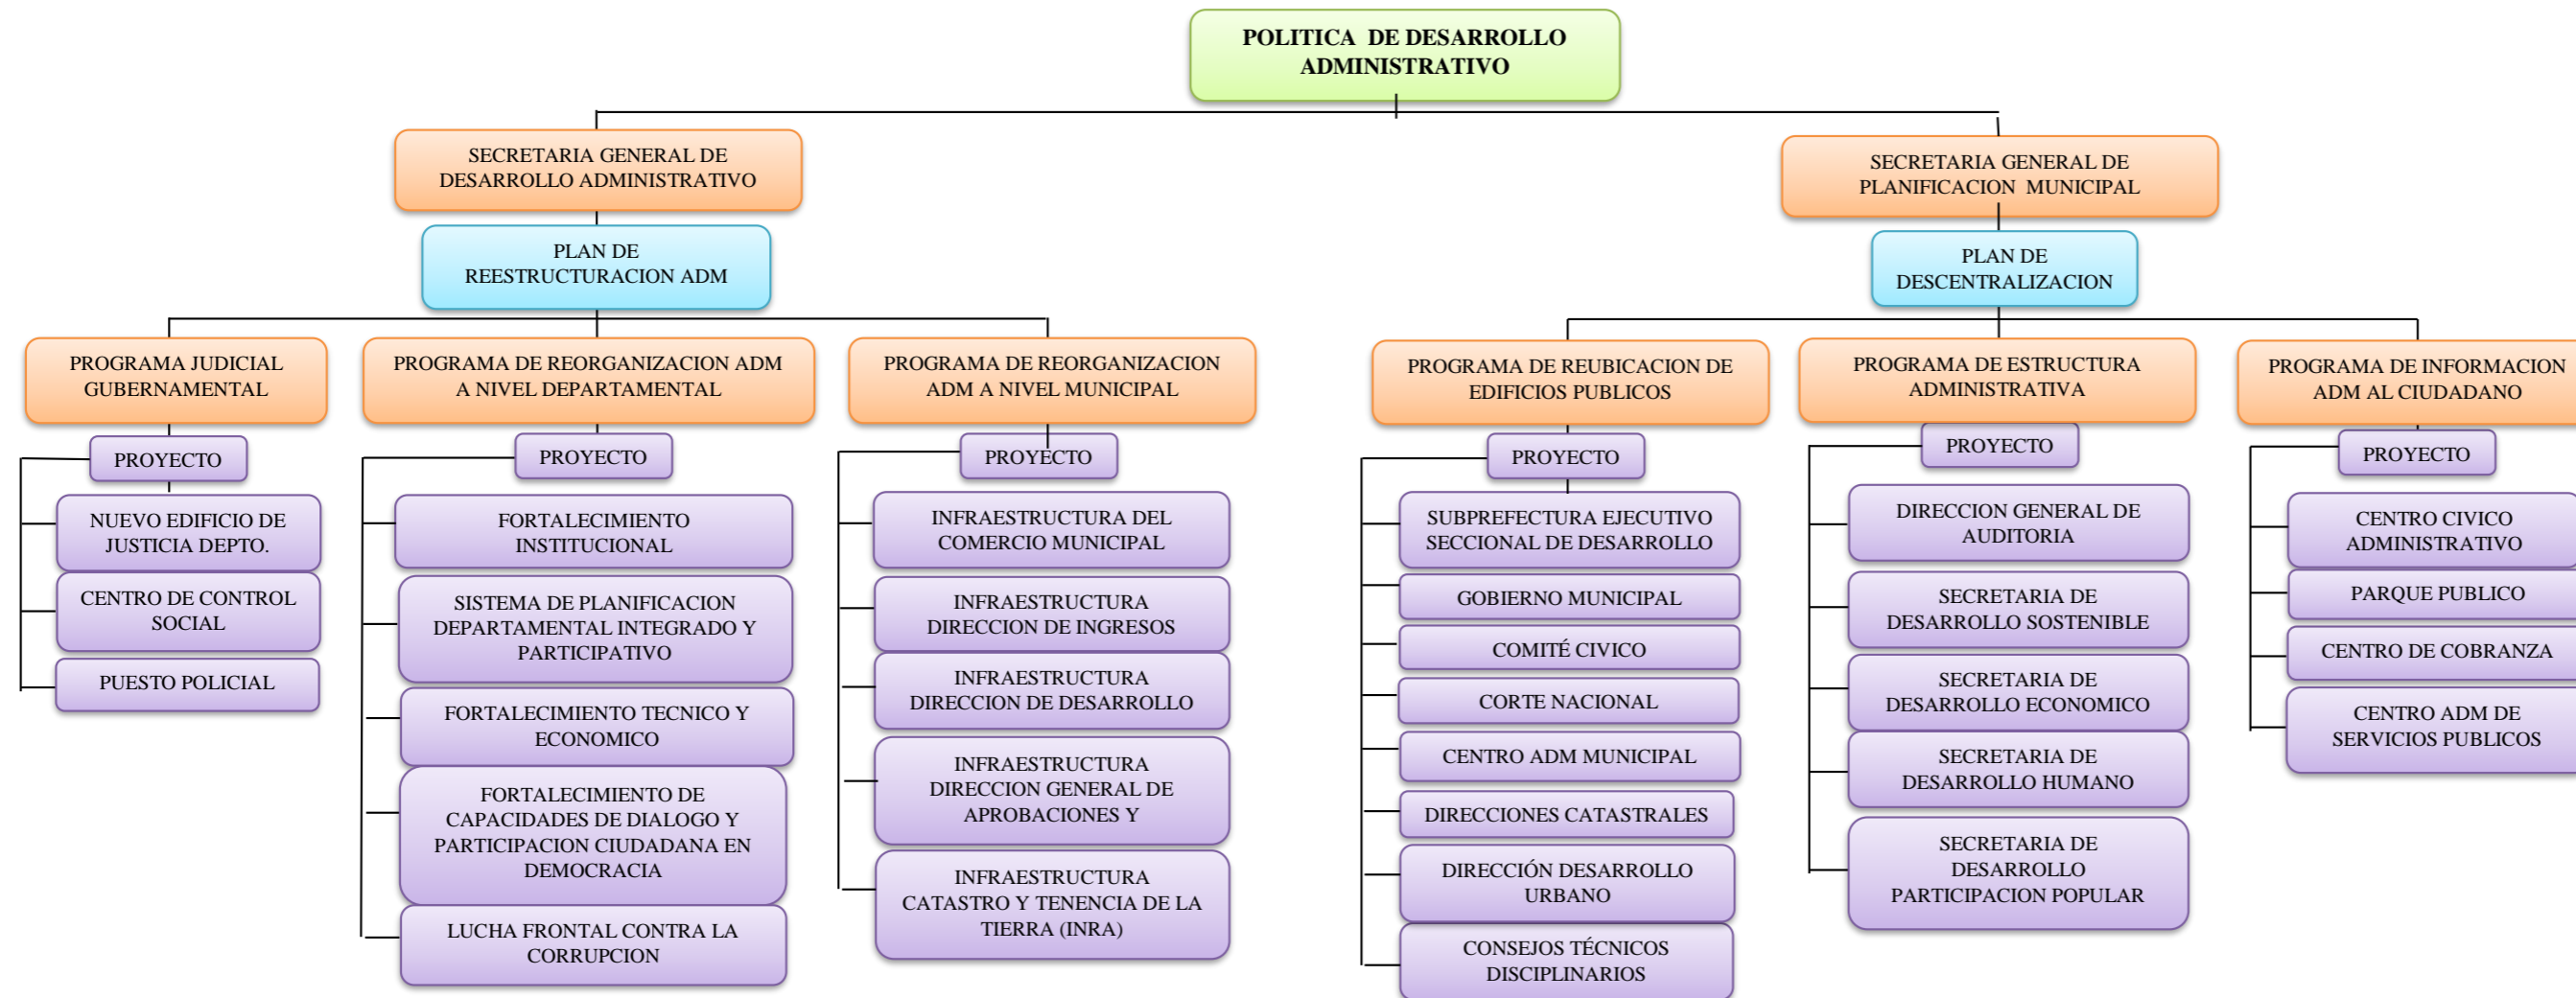 POLITICA DE DESARROLLO
ADMINISTRATIVO
SECRETARIA GENERAL DE
DESARROLLO ADMINISTRATIVO
PLAN DE
REESTRUCTURACION ADM
PROGRAMA JUDICIAL
GUBERNAMENTAL
PROYECTO
NUEVO EDIFICIO DE
JUSTICIA DEPTO.
CENTRO DE CONTROL
SOCIAL
PUESTO POLICIAL
PROGRAMA DE REORGANIZACION ADM
A NIVEL DEPARTAMENTAL
PROYECTO
FORTALECIMIENTO
INSTITUCIONAL
SISTEMA DE PLANIFICACION
DEPARTAMENTAL INTEGRADO Y
PARTICIPATIVO
FORTALECIMIENTO TECNICO Y
ECONOMICO
FORTALECIMIENTO DE
CAPACIDADES DE DIALOGO Y
PARTICIPACION CIUDADANA EN
DEMOCRACIA
LUCHA FRONTAL CONTRA LA
CORRUPCION
PROGRAMA DE REORGANIZACION
ADM A NIVEL MUNICIPAL
PROYECTO
INFRAESTRUCTURA DEL
COMERCIO MUNICIPAL
INFRAESTRUCTURA
DIRECCION DE INGRESOS
INFRAESTRUCTURA
DIRECCION DE DESARROLLO
INFRAESTRUCTURA
DIRECCION GENERAL DE
APROBACIONES Y
INFRAESTRUCTURA
CATASTRO Y TENENCIA DE LA
TIERRA (INRA)
SECRETARIA GENERAL DE
PLANIFICACION MUNICIPAL
PLAN DE
DESCENTRALIZACION
PROGRAMA DE REUBICACION DE
EDIFICIOS PUBLICOS
PROYECTO
SUBPREFECTURA EJECUTIVO
SECCIONAL DE DESARROLLO
GOBIERNO MUNICIPAL
COMITÉ CIVICO
CORTE NACIONAL
CENTRO ADM MUNICIPAL
DIRECCIONES CATASTRALES
DIRECCIÓN DESARROLLO
URBANO
CONSEJOS TÉCNICOS
DISCIPLINARIOS
PROGRAMA DE ESTRUCTURA
ADMINISTRATIVA
PROYECTO
DIRECCION GENERAL DE
AUDITORIA
SECRETARIA DE
DESARROLLO SOSTENIBLE
SECRETARIA DE
DESARROLLO ECONOMICO
SECRETARIA DE
DESARROLLO HUMANO
SECRETARIA DE
DESARROLLO
PARTICIPACION POPULAR
PROGRAMA DE INFORMACION
ADM AL CIUDADANO
PROYECTO
CENTRO CIVICO
ADMINISTRATIVO
PARQUE PUBLICO
CENTRO DE COBRANZA
CENTRO ADM DE
SERVICIOS PUBLICOS